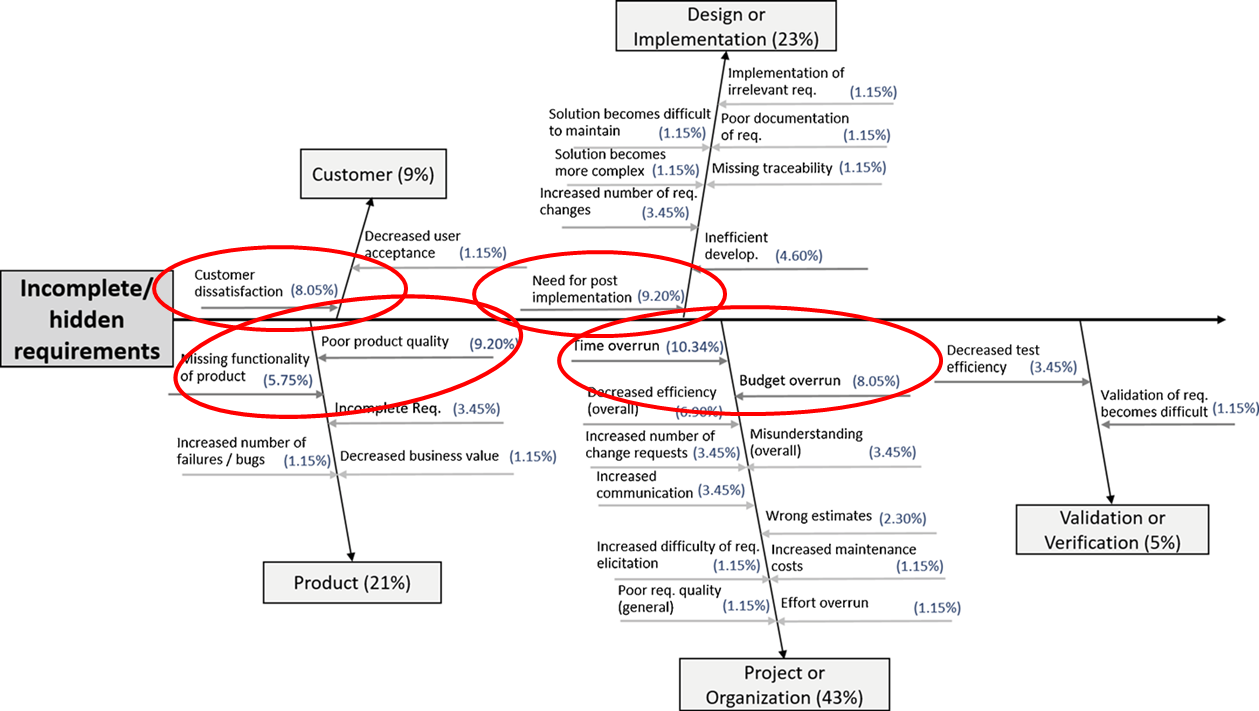 Design or
Implementation (23%)
Implementation of
irrelevant req. (1.15%)
Solution becomes difficult
to maintain (1.15%)
Poor documentation
of req. (1.15%)
Solution becomes
more complex (1.15%)
Missing traceability (1.15%)
Increased number of req.
changes (3.45%)
Inefficient
develop. (4.60%)
Need for post
implementation (9.20%)
Customer (9%)
Decreased user
acceptance (1.15%)
Customer
dissatisfaction (8.05%)
Incomplete/
hidden
requirements
Poor product quality (9.20%)
Missing functionality
of product (5.75%)
Incomplete Req. (3.45%)
Increased number of
failures / bugs (1.15%)
Decreased business value (1.15%)
Product (21%)
Time overrun (10.34%)
Budget overrun (8.05%)
Decreased efficiency
(overall) (6.90%)
Increased number of
change requests (3.45%)
Misunderstanding
(overall) (3.45%)
Increased
communication (3.45%)
Wrong estimates (2.30%)
Increased difficulty of req.
elicitation (1.15%)
Increased maintenance
costs (1.15%)
Poor req. quality
(general) (1.15%)
Effort overrun (1.15%)
Project or
Organization (43%)
Decreased test
efficiency (3.45%)
Validation of req.
becomes difficult (1.15%)
Validation or
Verification (5%)